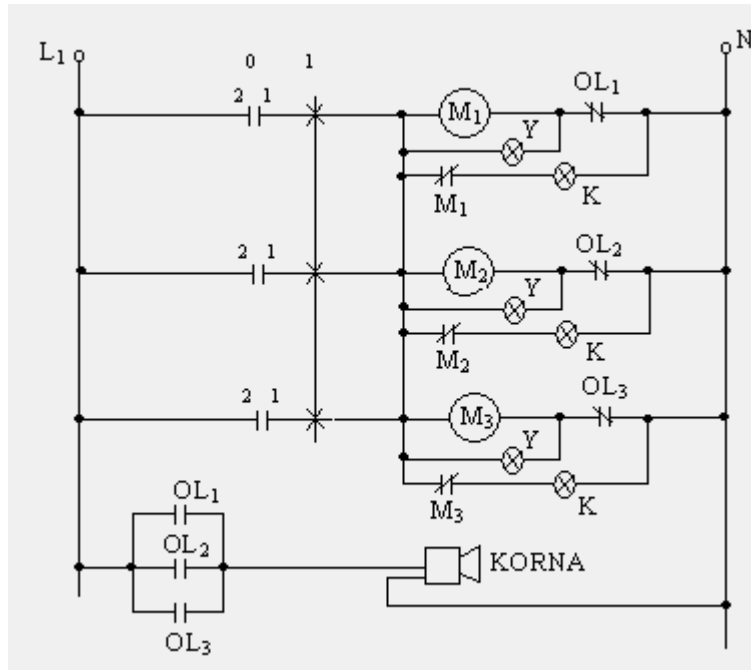 L1 N
0 1
2 1 M1 OL1
Y
M1 K
2 1 M2 OL2
Y
M2 K
2 1 M3 OL3
Y
M3 K
OL1
OL2 KORNA
OL3